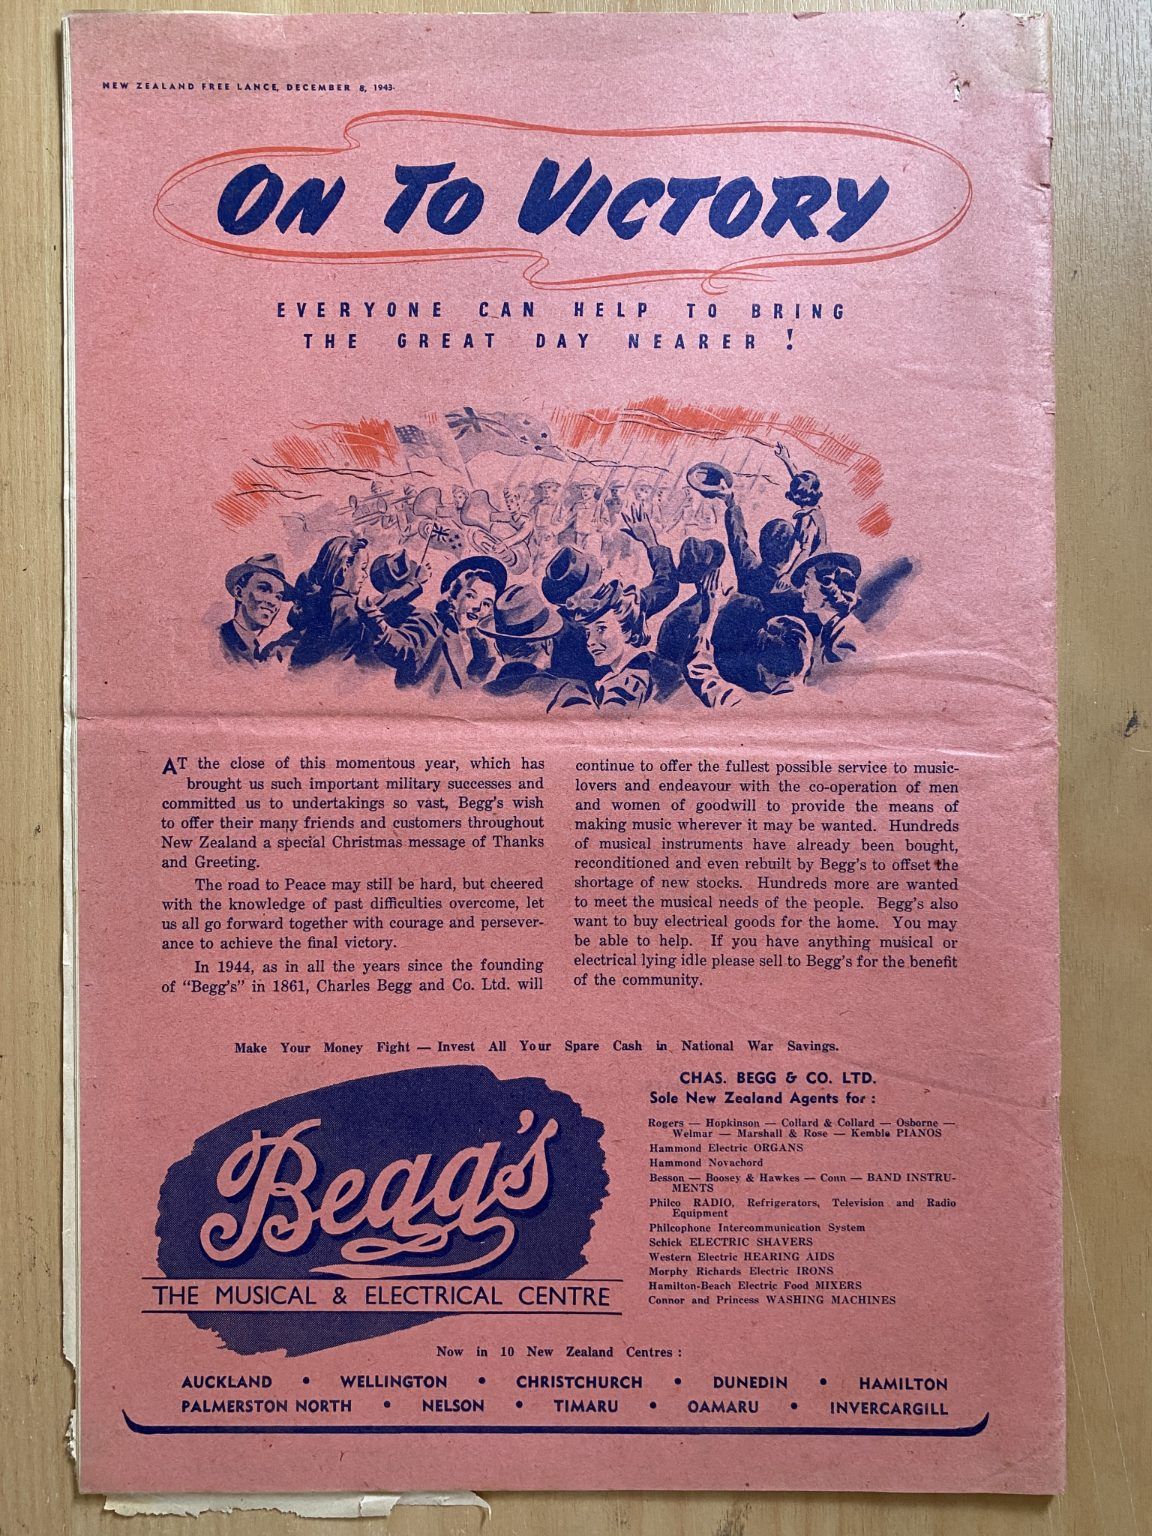 NEW ZEALAND FREE LANCE, DECEMBER 8, 1943.
ON TO VICTORY
EVERYONE CAN HELP TO BRING
THE GREAT DAY NEARER !
AT the close of this momentous year, which has
brought us such important military successes and
committed us to undertakings so vast, Begg's wish
to offer their many friends and customers throughout
New Zealand a special Christmas message of Thanks
and Greeting.
The road to Peace may still be hard, but cheered
with the knowledge of past difficulties overcome, let
us all go forward together with courage and persever-
ance to achieve the final victory.
In 1944, as in all the years since the founding
of "Begg's" in 1861, Charles Begg and Co. Ltd. will
continue to offer the fullest possible service to music-
lovers and endeavour with the co-operation of men
and women of goodwill to provide the means of
making music wherever it may be wanted. Hundreds
of musical instruments have already been bought,
reconditioned and even rebuilt by Begg's to offset the
shortage of new stocks. Hundreds more are wanted
to meet the musical needs of the people. Begg's also
want to buy electrical goods for the home. You may
be able to help. If you have anything musical or
electrical lying idle please sell to Begg's for the benefit
of the community.
Make Your Money Fight — Invest All Your Spare Cash in National War Savings.
Begg's
THE MUSICAL & ELECTRICAL CENTRE
CHAS. BEGG & CO. LTD.
Sole New Zealand Agents for :
Rogers — Hopkinson — Collard & Collard — Osborne —
Welmar — Marshall & Rose — Kemble PIANOS
Hammond Electric ORGANS
Hammond Novachord
Besson — Boosey & Hawkes — Conn — BAND INSTRU-
MENTS
Philco RADIO, Refrigerators, Television and Radio
Equipment
Philcophone Intercommunication System
Schick ELECTRIC SHAVERS
Western Electric HEARING AIDS
Morphy Richards Electric IRONS
Hamilton-Beach Electric Food MIXERS
Connor and Princess WASHING MACHINES
Now in 10 New Zealand Centres :
AUCKLAND • WELLINGTON • CHRISTCHURCH • DUNEDIN • HAMILTON
PALMERSTON NORTH • NELSON • TIMARU • OAMARU • INVERCARGILL